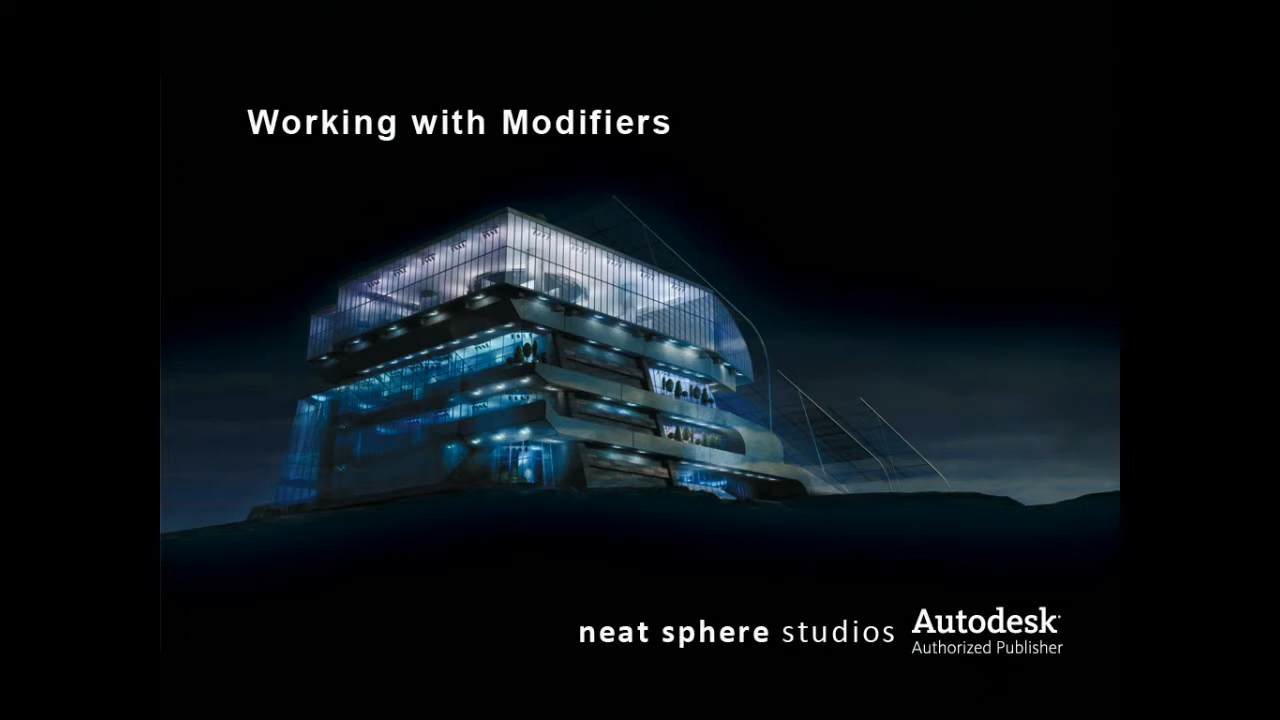 Working with Modifiers
neat sphere studios
Autodesk
Authorized Publisher